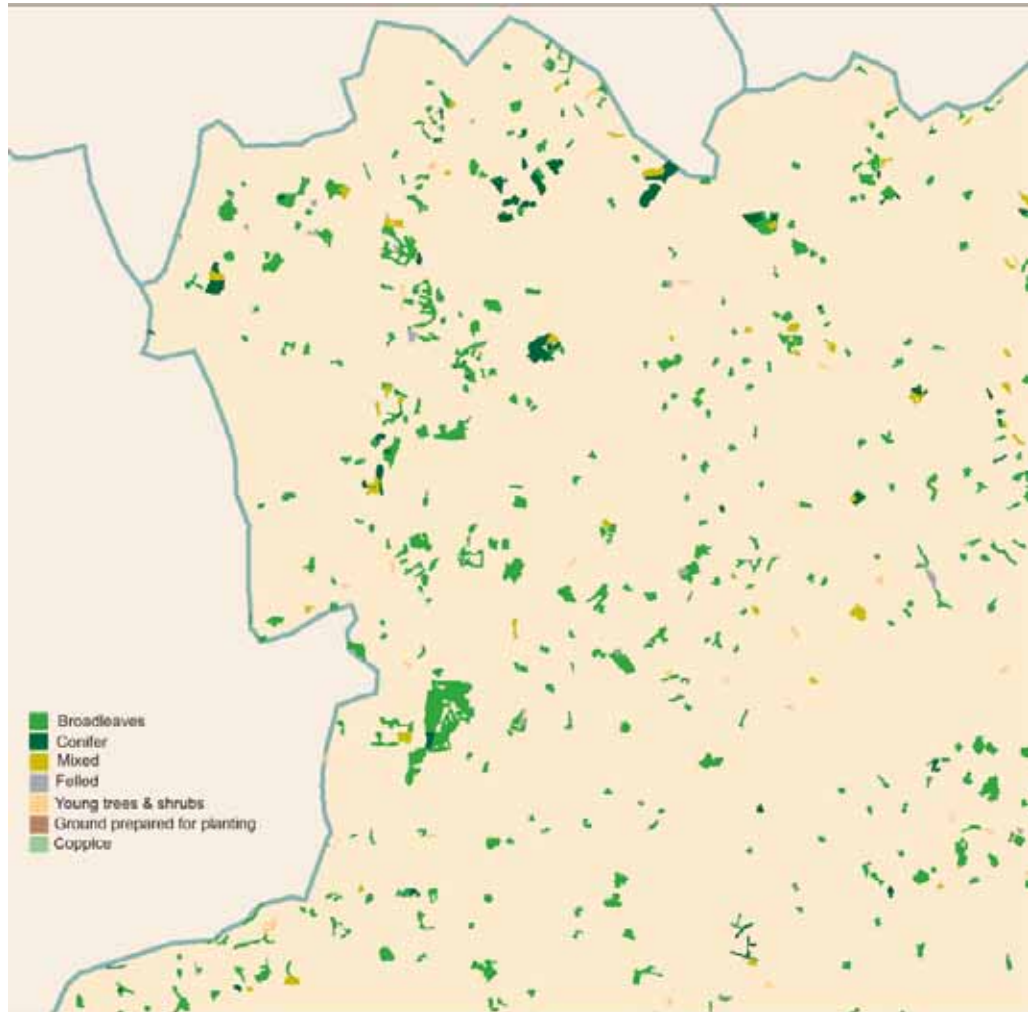 Broadleaves
Conifer
Mixed
Felled
Young trees & shrubs
Ground prepared for planting
Coppice